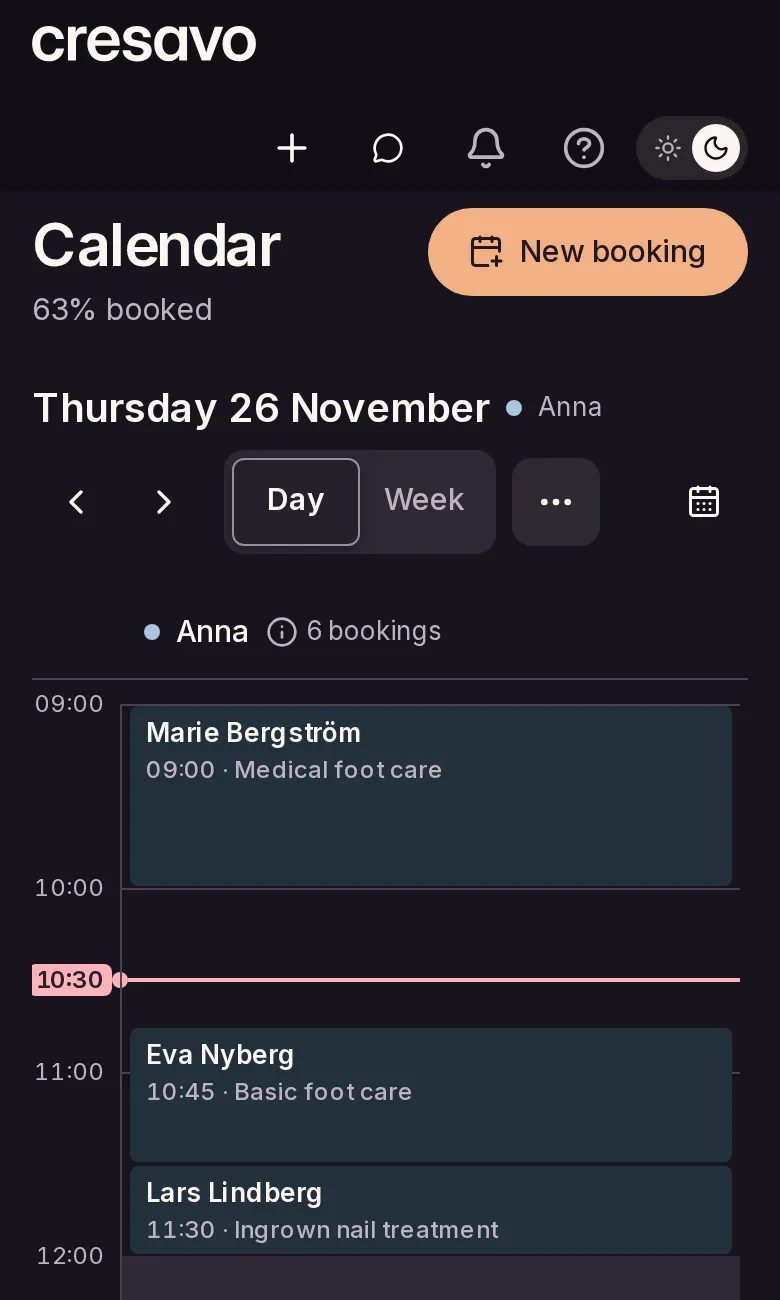 cresavo
Calendar
New booking
63% booked
Thursday 26 November
Anna
Day
Week
Anna
6 bookings
09:00
Marie Bergström
09:00 · Medical foot care
10:00
10:30
Eva Nyberg
11:00
10:45 · Basic foot care
Lars Lindberg
11:30 · Ingrown nail treatment
12:00